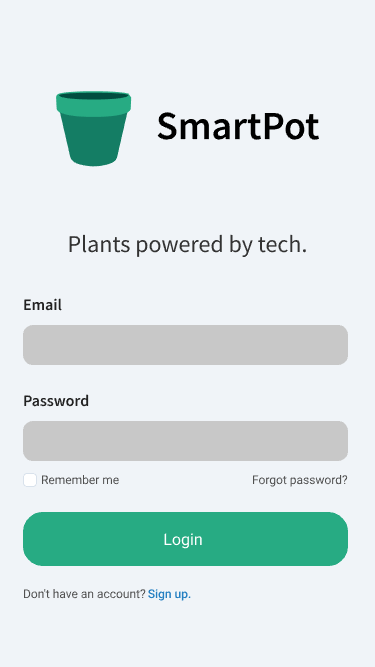 SmartPot
Plants powered by tech.
Email
Password
Remember me Forgot password?
Login
Don't have an account? Sign up.